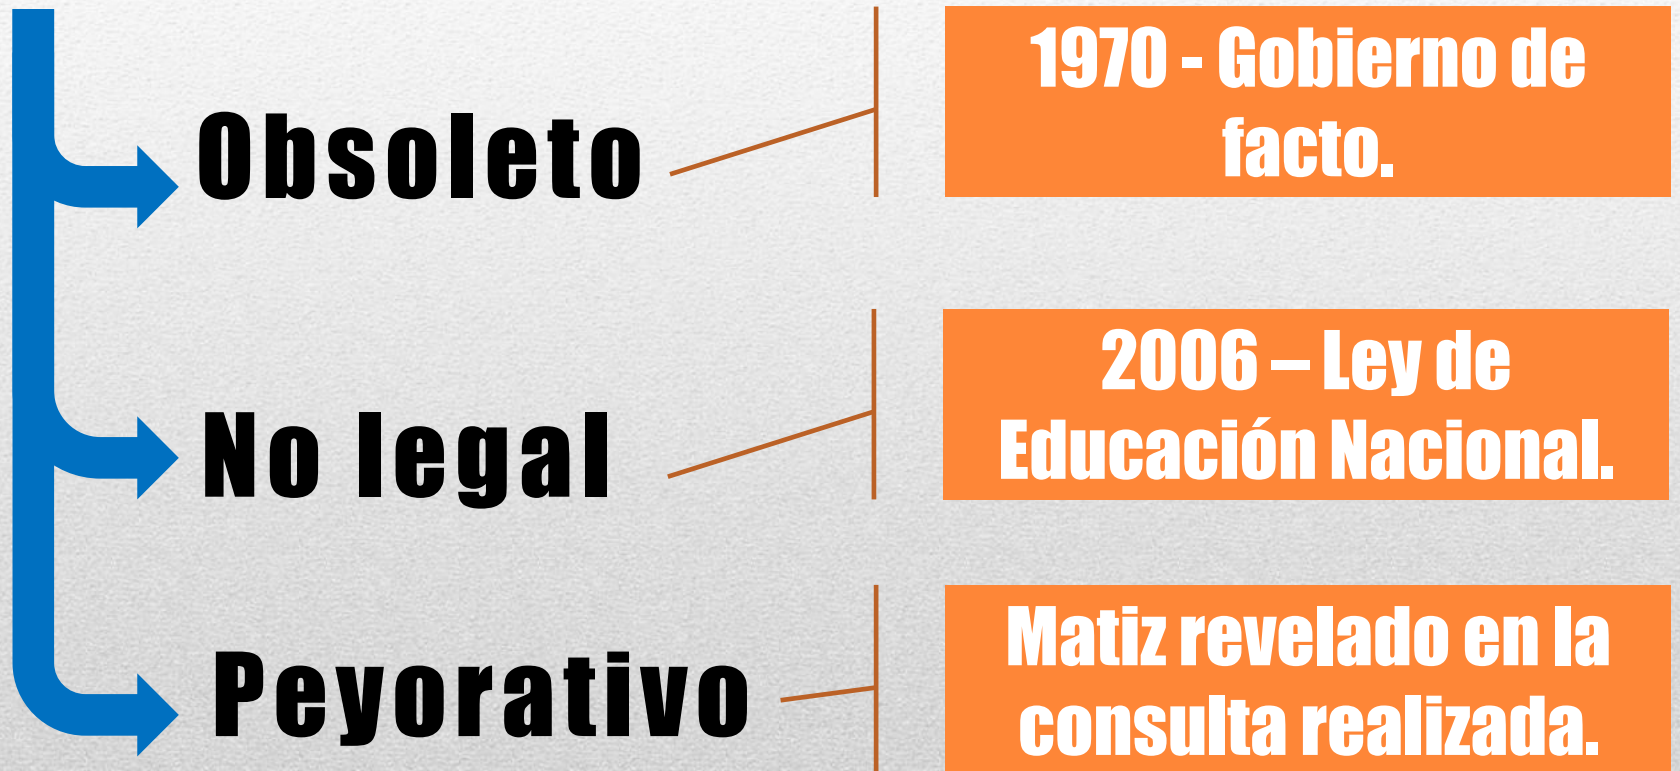 Obsoleto
1970 - Gobierno de
facto.
No legal
2006 – Ley de
Educación Nacional.
Peyorativo
Matiz revelado en la
consulta realizada.